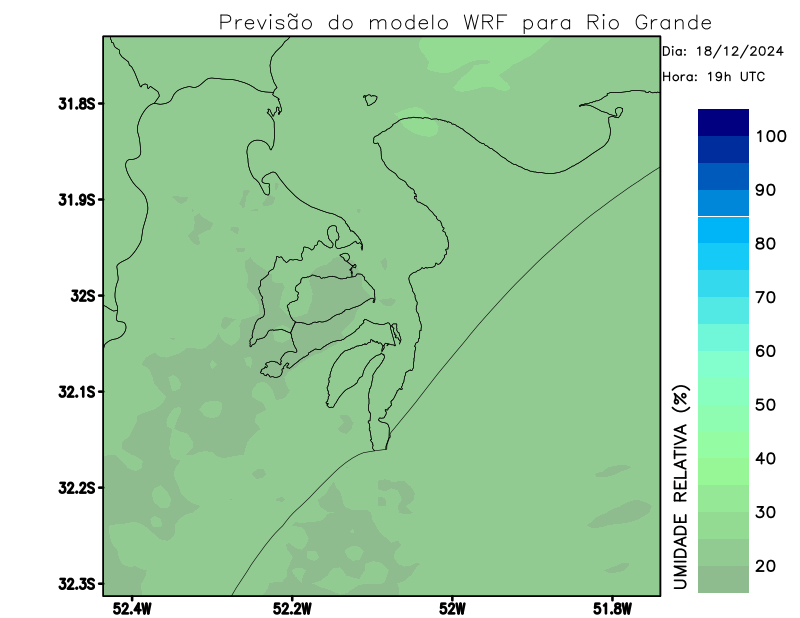 Previsão do modelo WRF para Rio Grande
Dia: 18/12/2024
Hora: 19h UTC
31.8S
31.9S
32S
32.1S
32.2S
32.3S
52.4W
52.2W
52W
51.8W
100
90
80
70
60
50
40
30
20
UMIDADE RELATIVA (%)